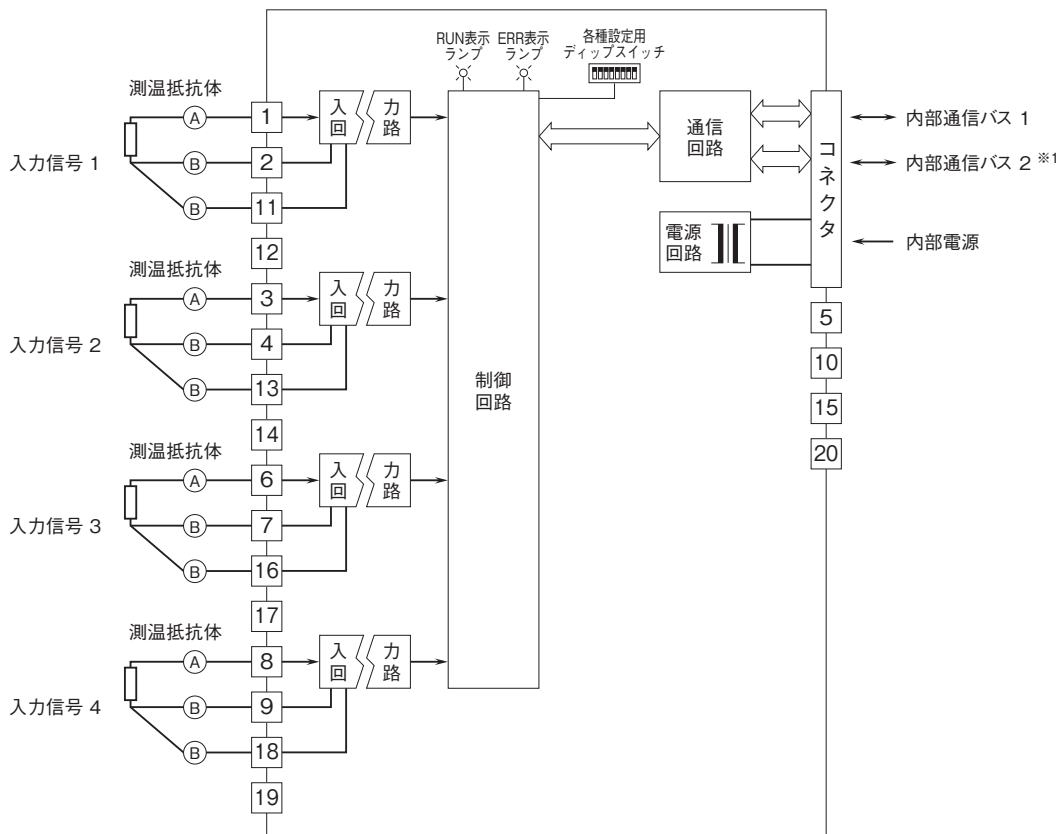 RUN表示
ランプ
ERR表示
ランプ
各種設定用
ディップスイッチ
測温抵抗体
入力信号 1
A
B
B
1
2
11
12
入力
回路
測温抵抗体
入力信号 2
A
B
B
3
4
13
14
入力
回路
測温抵抗体
入力信号 3
A
B
B
6
7
16
17
入力
回路
測温抵抗体
入力信号 4
A
B
B
8
9
18
19
入力
回路
制御
回路
通信
回路
電源
回路
コネクタ
内部通信バス 1
内部通信バス 2 ※1
内部電源
5
10
15
20